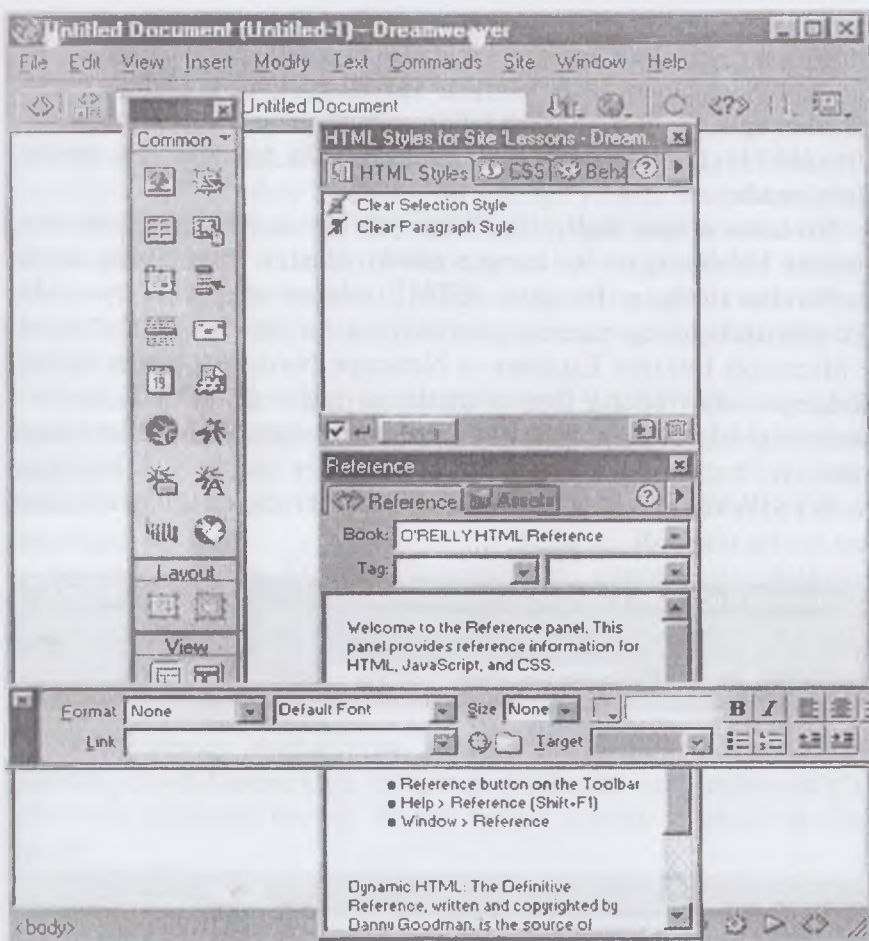 Untitled Document (Untitled-1) - Dreamweaver
File Edit View Insert Modify Text Commands Site Window Help
Untitled Document
Common
Layout
View
HTML Styles for Site 'Lessons - Dream...
HTML Styles CSS Beha
Clear Selection Style
Clear Paragraph Style
Reference
Reference Assets
Book: O'REILLY HTML Reference
Tag:
Welcome to the Reference panel. This
panel provides reference information for
HTML, JavaScript, and CSS.
Format None Default Font Size None B I
Link Target
Reference button on the Toolbar
Help > Reference (Shift+F1)
Window > Reference
Dynamic HTML: The Definitive
Reference, written and copyrighted by
Danny Goodman, is the source of
<body>